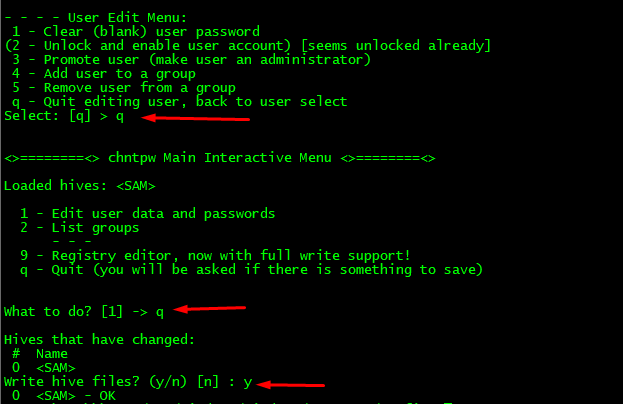 - - - - User Edit Menu:
1 - Clear (blank) user password
(2 - Unlock and enable user account) [seems unlocked already]
3 - Promote user (make user an administrator)
4 - Add user to a group
5 - Remove user from a group
q - Quit editing user, back to user select
Select: [q] > q
<>========<> chntpw Main Interactive Menu <>========<>
Loaded hives: <SAM>
1 - Edit user data and passwords
2 - List groups
- - -
9 - Registry editor, now with full write support!
q - Quit (you will be asked if there is something to save)
What to do? [1] -> q
Hives that have changed:
# Name
0 <SAM>
Write hive files? (y/n) [n] : y
0 <SAM> - OK